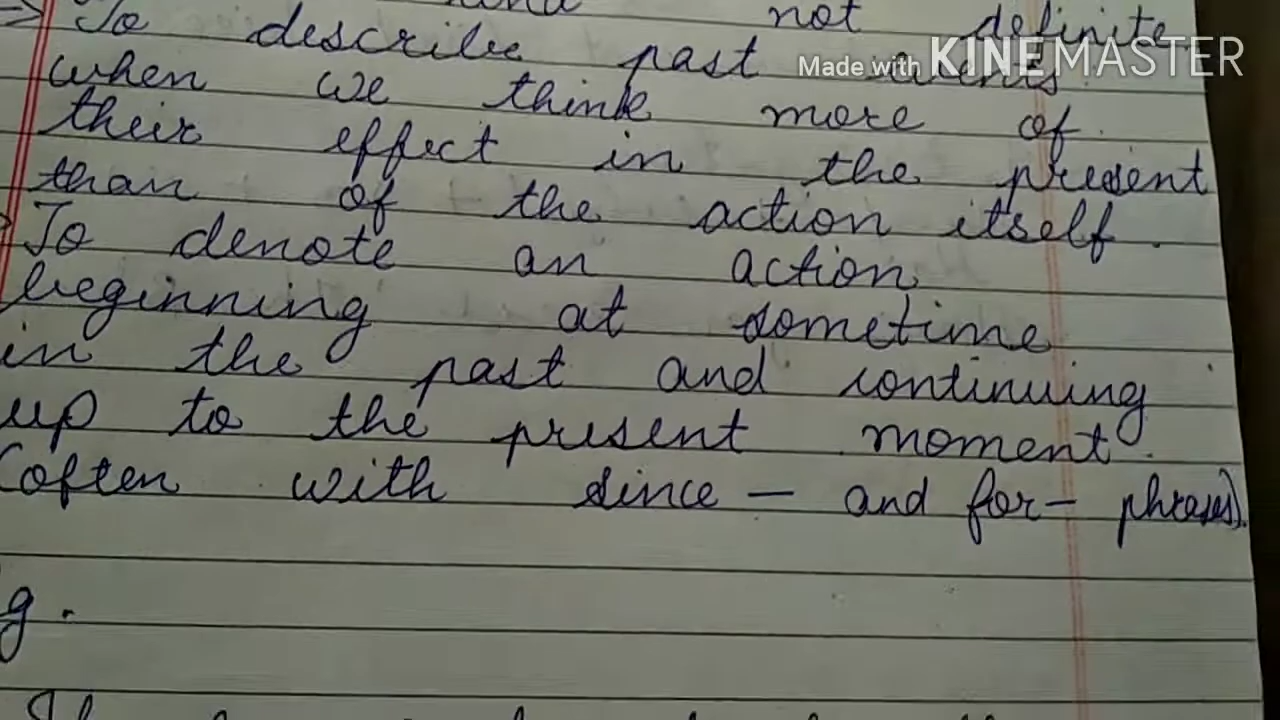 not definite
=> To describe past events
Made with KINEMASTER
when we think more of
their effect in the present
than of the action itself.
To denote an action
beginning at sometime
in the past and continuing
up to the present moment.
(often with since — and for — phrases).
g.